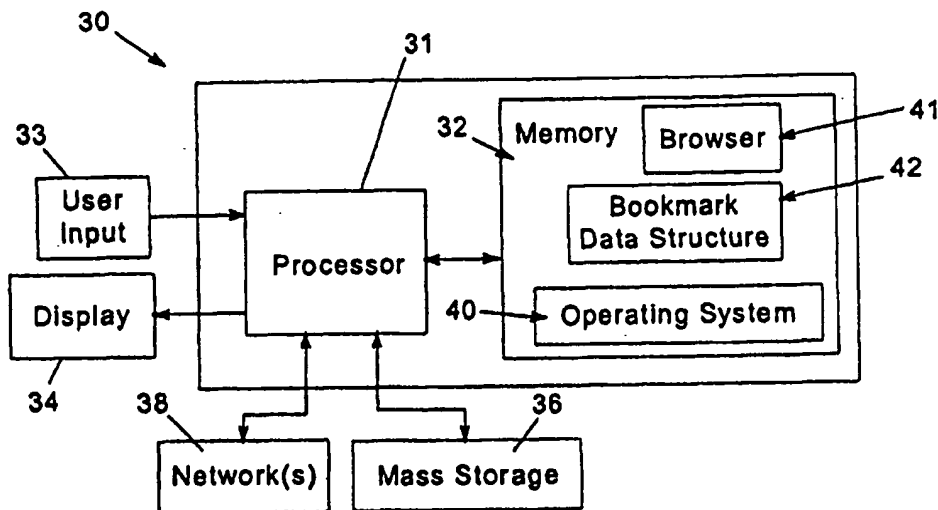 30
31
33
User
Input
32
Memory
Browser
41
42
Bookmark
Data Structure
Processor
Display
34
40
Operating System
38
36
Network(s)
Mass Storage